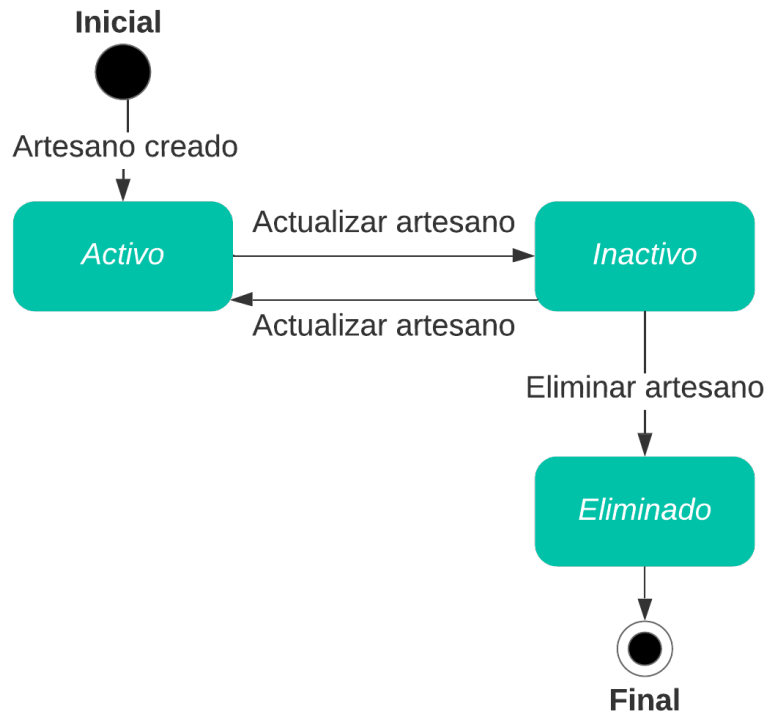 Inicial
Artesano creado
Activo
Actualizar artesano
Inactivo
Actualizar artesano
Eliminar artesano
Eliminado
Final